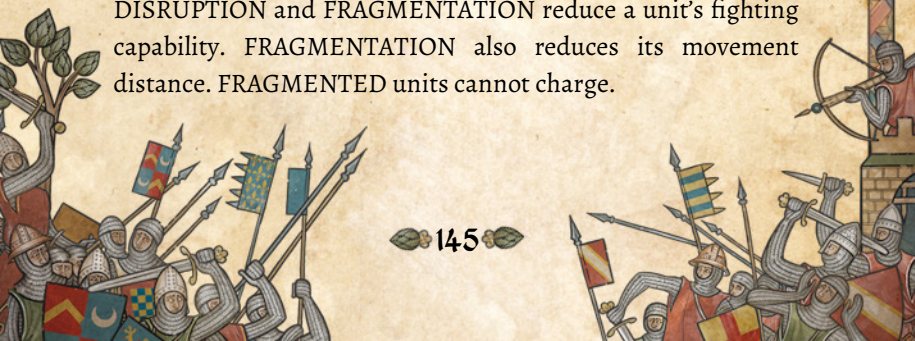 DISRUPTION and FRAGMENTATION reduce a unit's fighting
capability. FRAGMENTATION also reduces its movement
distance. FRAGMENTED units cannot charge.
145